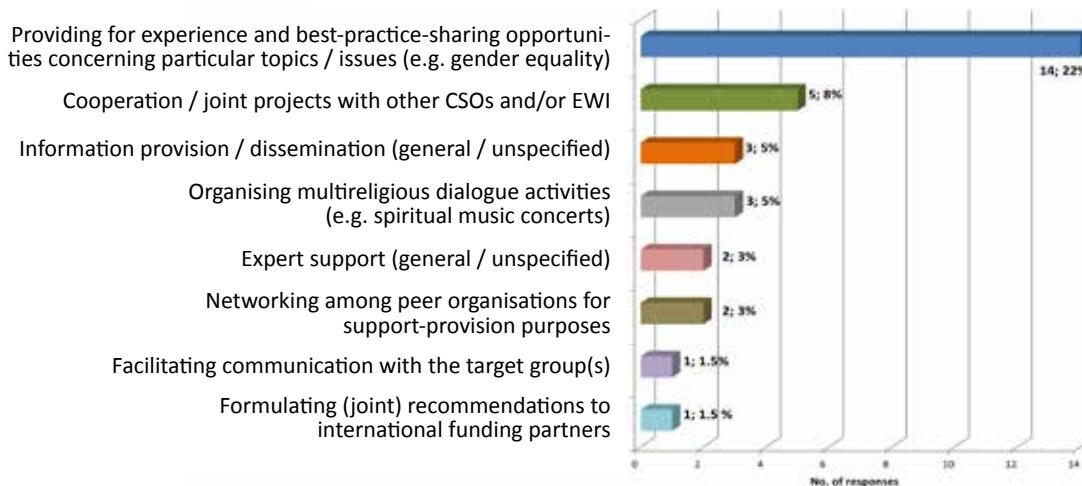 Providing for experience and best-practice-sharing opportuni-
ties concerning particular topics / issues (e.g. gender equality)
14; 22%
Cooperation / joint projects with other CSOs and/or EWI
5; 8%
Information provision / dissemination (general / unspecified)
3; 5%
Organising multireligious dialogue activities
(e.g. spiritual music concerts)
3; 5%
Expert support (general / unspecified)
2; 3%
Networking among peer organisations for
support-provision purposes
2; 3%
Facilitating communication with the target group(s)
1; 1.5%
Formulating (joint) recommendations to
international funding partners
1; 1.5 %
0 2 4 6 8 10 12 14
No. of responses